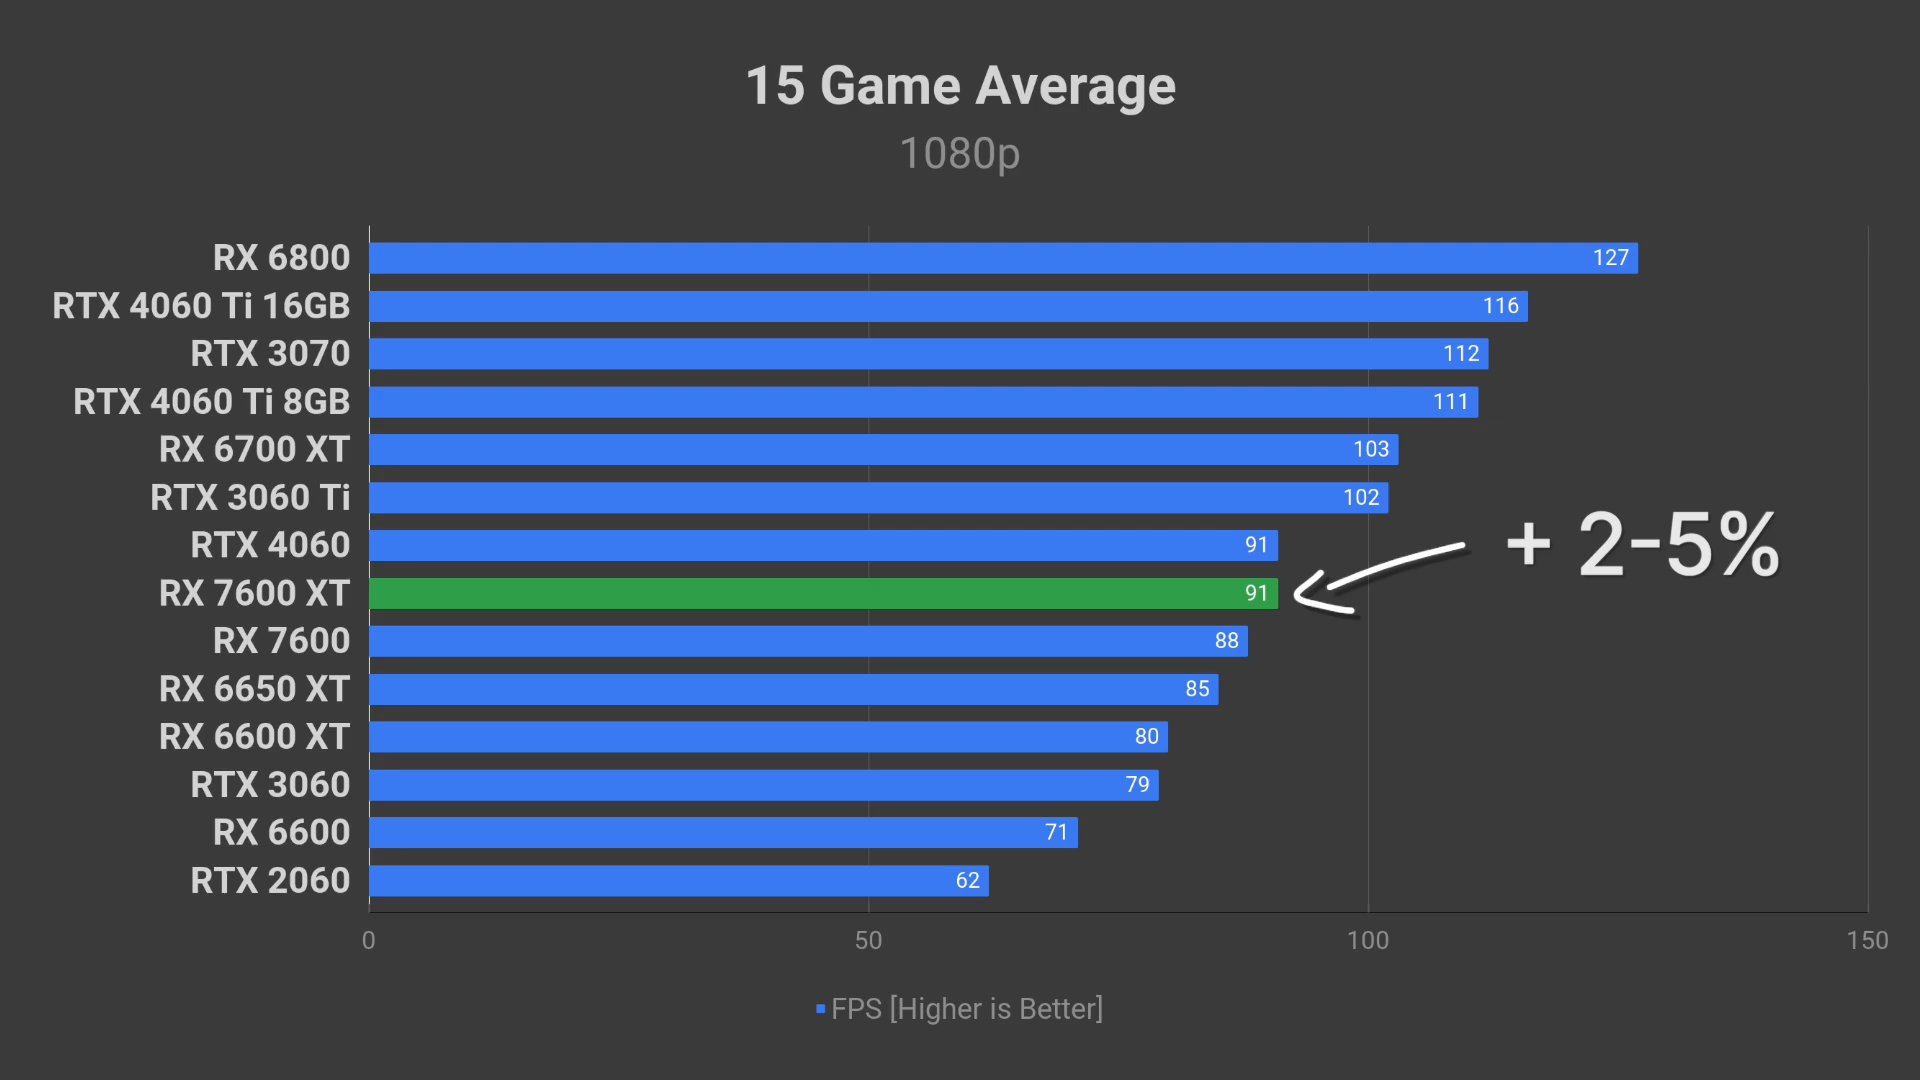 15 Game Average
1080p
RX 6800 127
RTX 4060 Ti 16GB 116
RTX 3070 112
RTX 4060 Ti 8GB 111
RX 6700 XT 103
RTX 3060 Ti 102
RTX 4060 91
+ 2-5%
RX 7600 XT 91
RX 7600 88
RX 6650 XT 85
RX 6600 XT 80
RTX 3060 79
RX 6600 71
RTX 2060 62
0 50 100 150
FPS [Higher is Better]